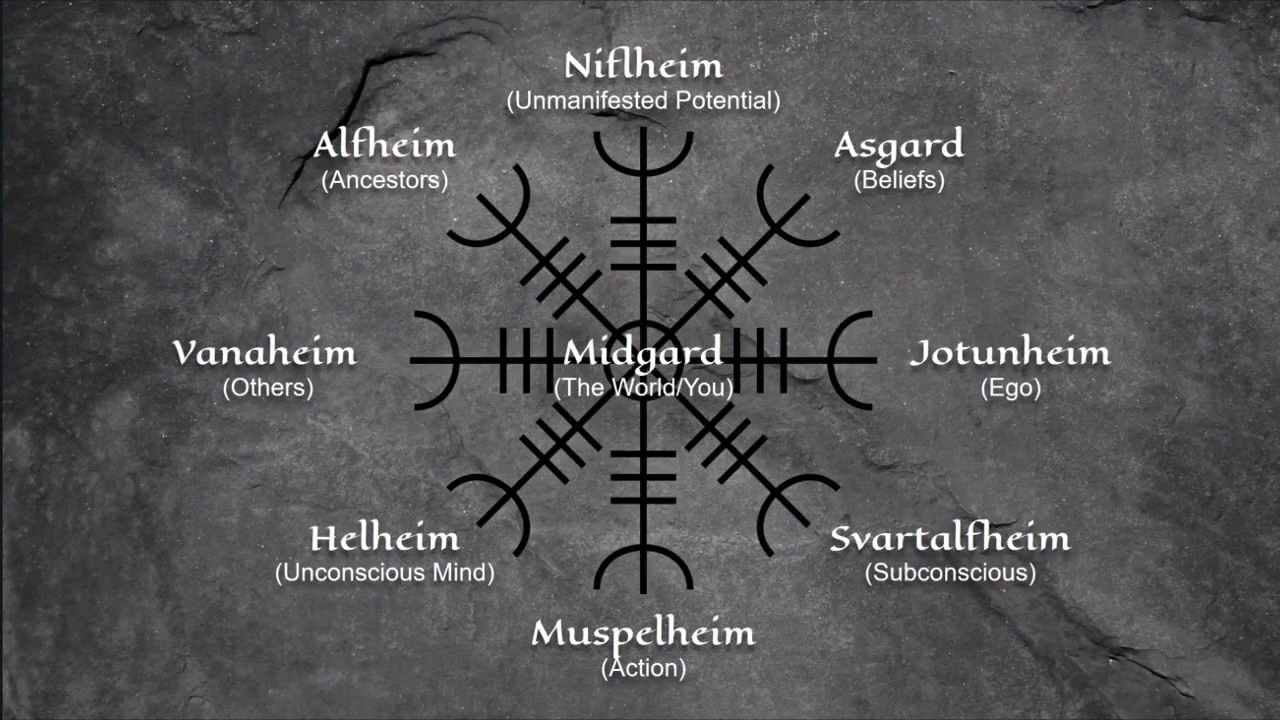 Niflheim
(Unmanifested Potential)
Alfheim
(Ancestors)
Asgard
(Beliefs)
Vanaheim
(Others)
Midgard
(The World/You)
Jotunheim
(Ego)
Helheim
(Unconscious Mind)
Svartalfheim
(Subconscious)
Muspelheim
(Action)